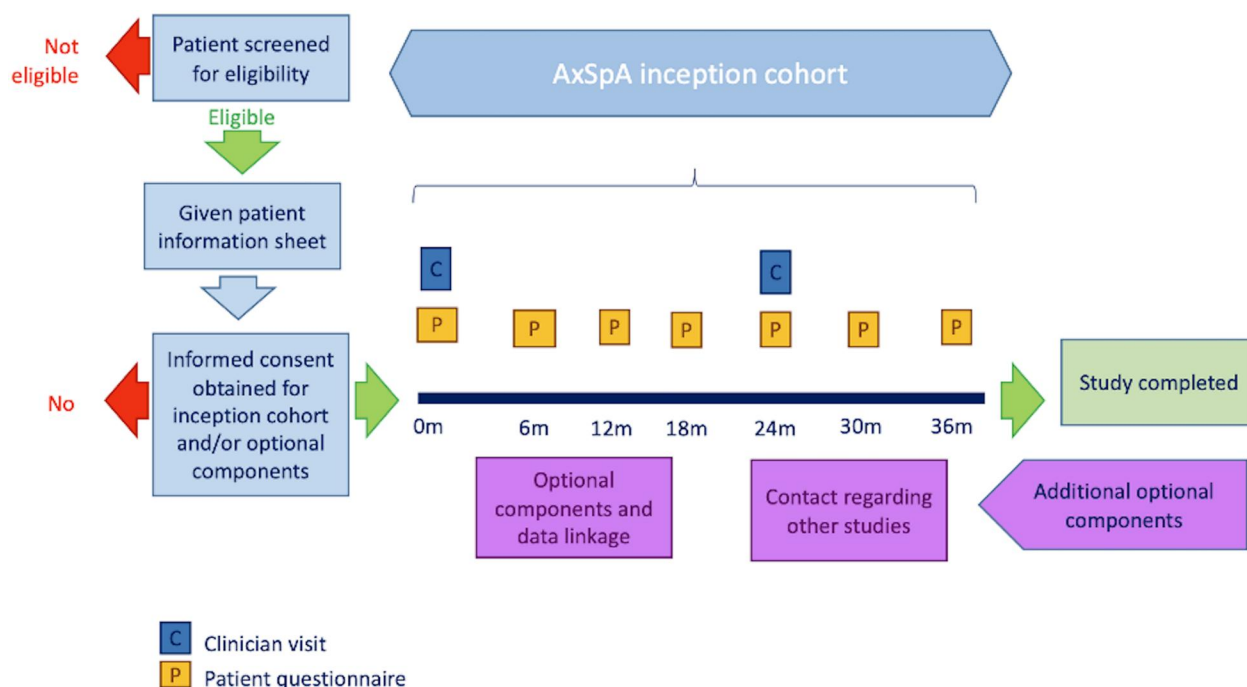 Not
eligible
Patient screened
for eligibility
Eligible
Given patient
information sheet
No
Informed consent
obtained for
inception cohort
and/or optional
components
AxSpA inception cohort
C
C
P
P
P
P
P
P
P
0m
6m
12m
18m
24m
30m
36m
Optional
components and
data linkage
Contact regarding
other studies
Study completed
Additional optional
components
C
Clinician visit
P
Patient questionnaire